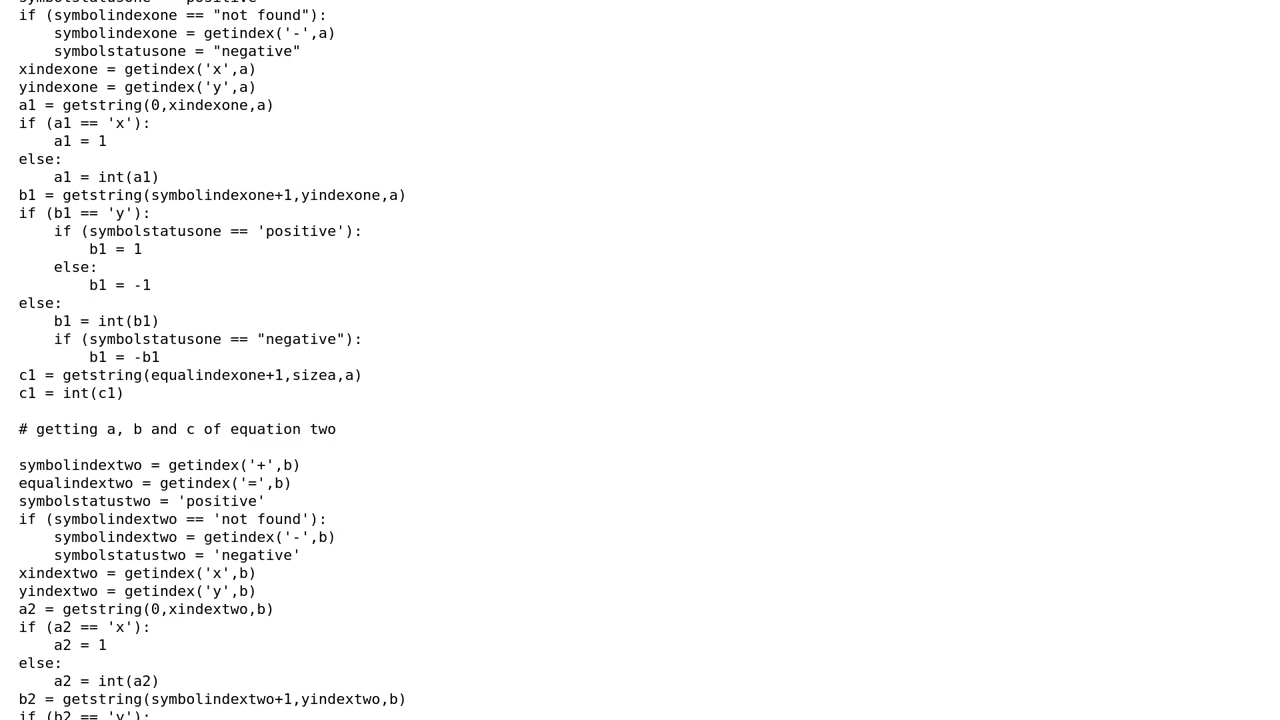 symbolstatusone = 'positive'
if (symbolindexone == "not found"):
    symbolindexone = getindex('-',a)
    symbolstatusone = "negative"
xindexone = getindex('x',a)
yindexone = getindex('y',a)
a1 = getstring(0,xindexone,a)
if (a1 == 'x'):
    a1 = 1
else:
    a1 = int(a1)
b1 = getstring(symbolindexone+1,yindexone,a)
if (b1 == 'y'):
    if (symbolstatusone == 'positive'):
        b1 = 1
    else:
        b1 = -1
else:
    b1 = int(b1)
    if (symbolstatusone == "negative"):
        b1 = -b1
c1 = getstring(equalindexone+1,sizea,a)
c1 = int(c1)
# getting a, b and c of equation two
symbolindextwo = getindex('+',b)
equalindextwo = getindex('=',b)
symbolstatustwo = 'positive'
if (symbolindextwo == 'not found'):
    symbolindextwo = getindex('-',b)
    symbolstatustwo = 'negative'
xindextwo = getindex('x',b)
yindextwo = getindex('y',b)
a2 = getstring(0,xindextwo,b)
if (a2 == 'x'):
    a2 = 1
else:
    a2 = int(a2)
b2 = getstring(symbolindextwo+1,yindextwo,b)
if (b2 == 'y'):